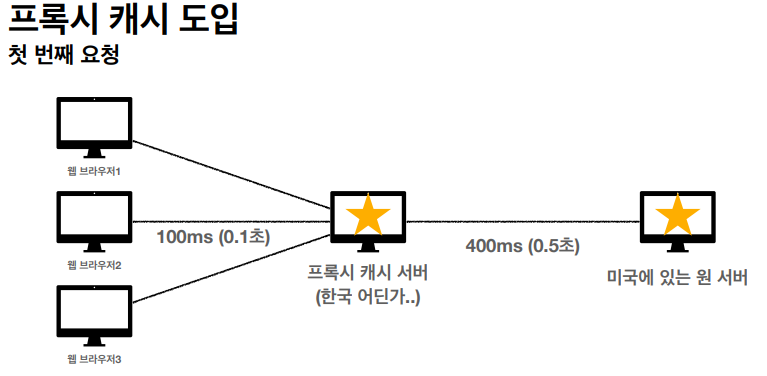 프록시 캐시 도입
첫 번째 요청
웹 브라우저1
웹 브라우저2
웹 브라우저3
100ms (0.1초)
프록시 캐시 서버
(한국 어딘가..)
400ms (0.5초)
미국에 있는 원 서버